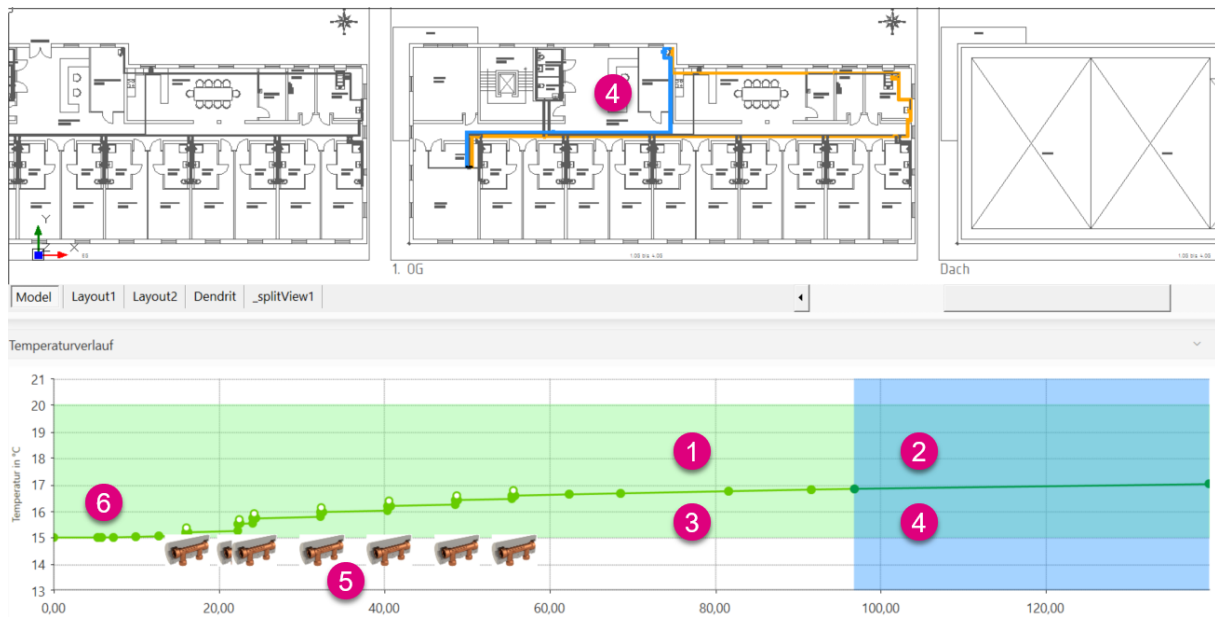 4
Y
Z
X
EG
1. OG
1.00 bis 4.00
Dach
1.00 bis 4.00
Model
Layout1
Layout2
Dendrit
_splitView1
Temperaturverlauf
Temperatur in °C
21
20
19
18
17
16
15
14
13
1
2
3
4
5
6
0,00
20,00
40,00
60,00
80,00
100,00
120,00